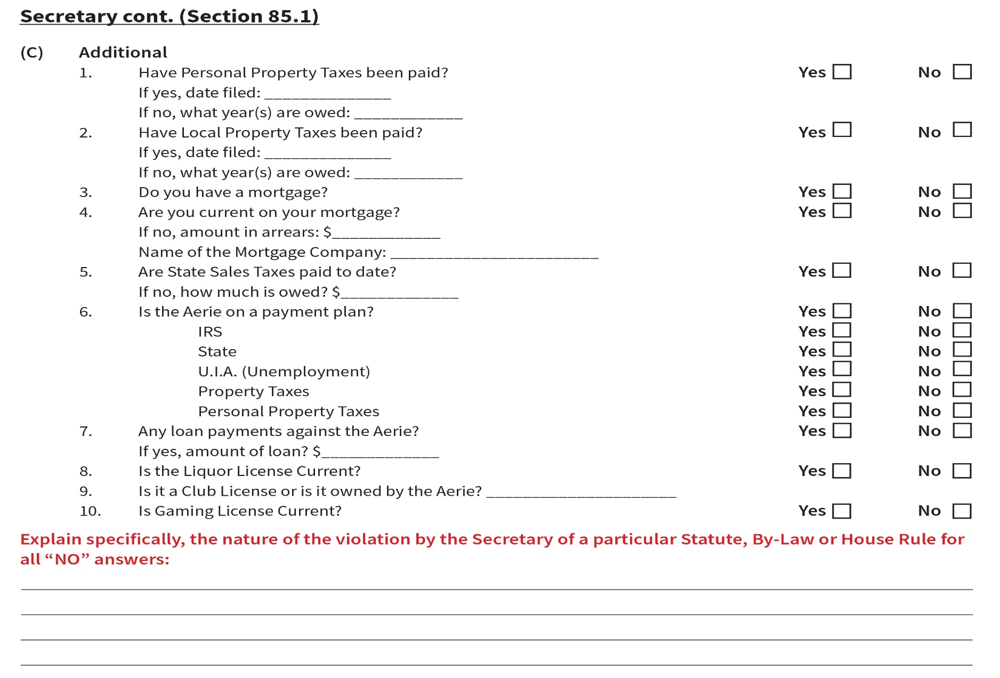 Secretary cont. (Section 85.1)
(C) Additional
1. Have Personal Property Taxes been paid? Yes ☐ No ☐
If yes, date filed: ______________
If no, what year(s) are owed: ____________
2. Have Local Property Taxes been paid? Yes ☐ No ☐
If yes, date filed: ______________
If no, what year(s) are owed: ____________
3. Do you have a mortgage? Yes ☐ No ☐
4. Are you current on your mortgage? Yes ☐ No ☐
If no, amount in arrears: $____________
Name of the Mortgage Company: _______________________
5. Are State Sales Taxes paid to date? Yes ☐ No ☐
If no, how much is owed? $_____________
6. Is the Aerie on a payment plan? Yes ☐ No ☐
IRS Yes ☐ No ☐
State Yes ☐ No ☐
U.I.A. (Unemployment) Yes ☐ No ☐
Property Taxes Yes ☐ No ☐
Personal Property Taxes Yes ☐ No ☐
7. Any loan payments against the Aerie? Yes ☐ No ☐
If yes, amount of loan? $_____________
8. Is the Liquor License Current? Yes ☐ No ☐
9. Is it a Club License or is it owned by the Aerie? _____________________
10. Is Gaming License Current? Yes ☐ No ☐
Explain specifically, the nature of the violation by the Secretary of a particular Statute, By-Law or House Rule for
all “NO” answers: